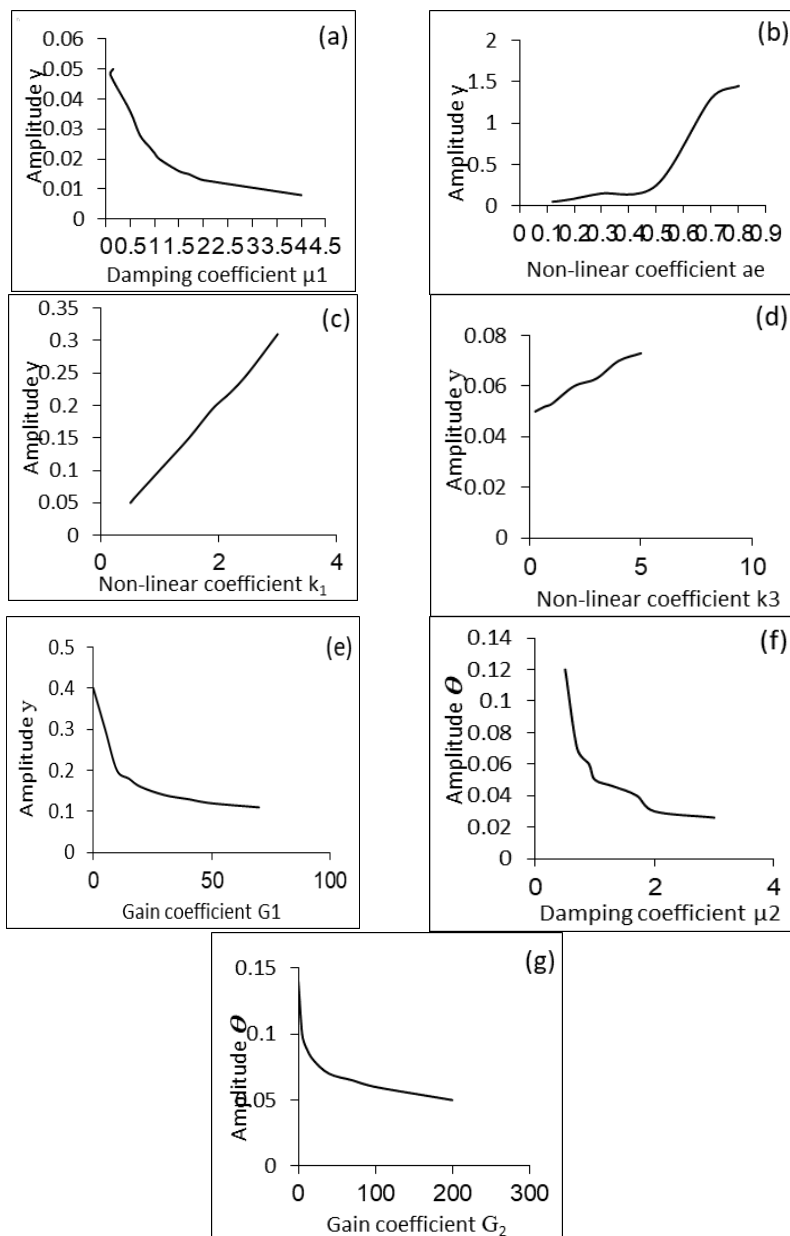 (a)
0.06
0.05
0.04
0.03
0.02
0.01
0
Amplitude y
00.511.522.533.544.5
Damping coefficient μ1
(b)
2
1.5
1
0.5
0
Amplitude y
0 0.10.20.30.40.50.60.70.80.9
Non-linear coefficient ae
(c)
0.35
0.3
0.25
0.2
0.15
0.1
0.05
0
Amplitude y
0 2 4
Non-linear coefficient k₁
(d)
0.08
0.06
0.04
0.02
0
Amplitude y
0 5 10
Non-linear coefficient k3
(e)
0.5
0.4
0.3
0.2
0.1
0
Amplitude y
0 50 100
Gain coefficient G1
(f)
0.14
0.12
0.1
0.08
0.06
0.04
0.02
0
Amplitude θ
0 2 4
Damping coefficient μ2
(g)
0.15
0.1
0.05
0
Amplitude θ
0 100 200 300
Gain coefficient G₂